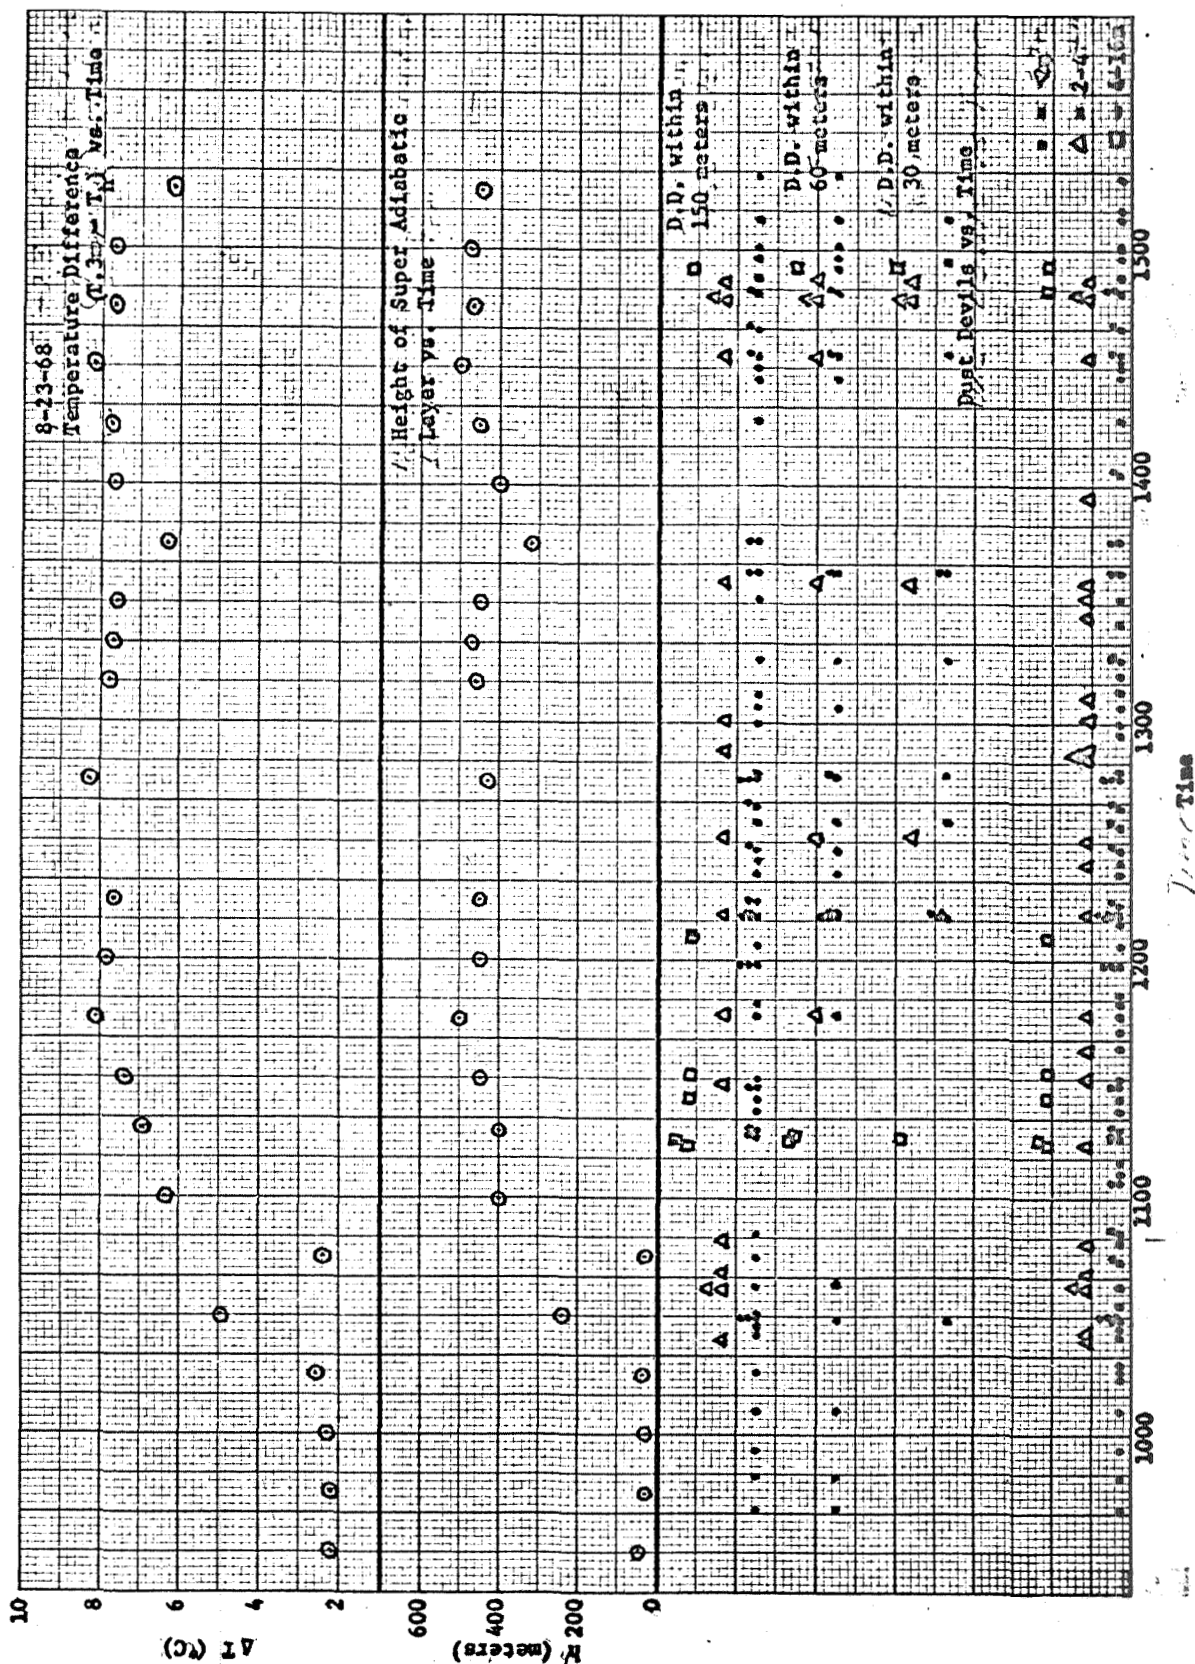 8-23-68
Temperature Difference
vs. Time
Height of Super Adiabatic
Layer vs. Time
D.D. within
150 meters
D.D. within
60 meters
D.D. within
30 meters
Dust Devils vs. Time
2-4
10
8
6
4
2
ΔT (°C)
400
200
0
(meters)
1000
1100
1200
1300
1400
1500
Time